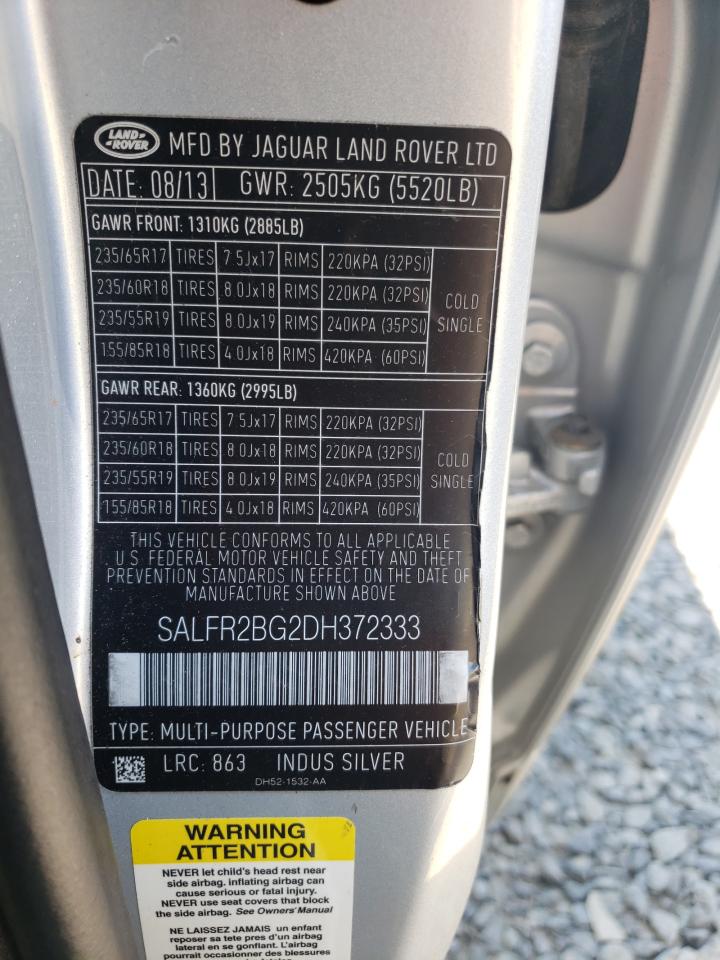 LAND-ROVER MFD BY JAGUAR LAND ROVER LTD
DATE: 08/13 GWR: 2505KG (5520LB)
GAWR FRONT: 1310KG (2885LB)
235/65R17 TIRES 7.5Jx17 RIMS 220KPA (32PSI)
235/60R18 TIRES 8.0Jx18 RIMS 220KPA (32PSI)
235/55R19 TIRES 8.0Jx19 RIMS 240KPA (35PSI)
155/85R18 TIRES 4.0Jx18 RIMS 420KPA (60PSI)
COLD
SINGLE
GAWR REAR: 1360KG (2995LB)
235/65R17 TIRES 7.5Jx17 RIMS 220KPA (32PSI)
235/60R18 TIRES 8.0Jx18 RIMS 220KPA (32PSI)
235/55R19 TIRES 8.0Jx19 RIMS 240KPA (35PSI)
155/85R18 TIRES 4.0Jx18 RIMS 420KPA (60PSI)
COLD
SINGLE
THIS VEHICLE CONFORMS TO ALL APPLICABLE
U.S. FEDERAL MOTOR VEHICLE SAFETY AND THEFT
PREVENTION STANDARDS IN EFFECT ON THE DATE OF
MANUFACTURE SHOWN ABOVE
SALFR2BG2DH372333
TYPE: MULTI-PURPOSE PASSENGER VEHICLE
LRC: 863 INDUS SILVER
DH52-1532-AA
WARNING
ATTENTION
NEVER let child's head rest near
side airbag. inflating airbag can
cause serious or fatal injury.
NEVER use seat covers that block
the side airbag. See Owners' Manual
NE LAISSEZ JAMAIS un enfant
reposer sa tete pres d'un airbag
lateral en se gonflant. L'airbag
pourrait occasionner des blessures